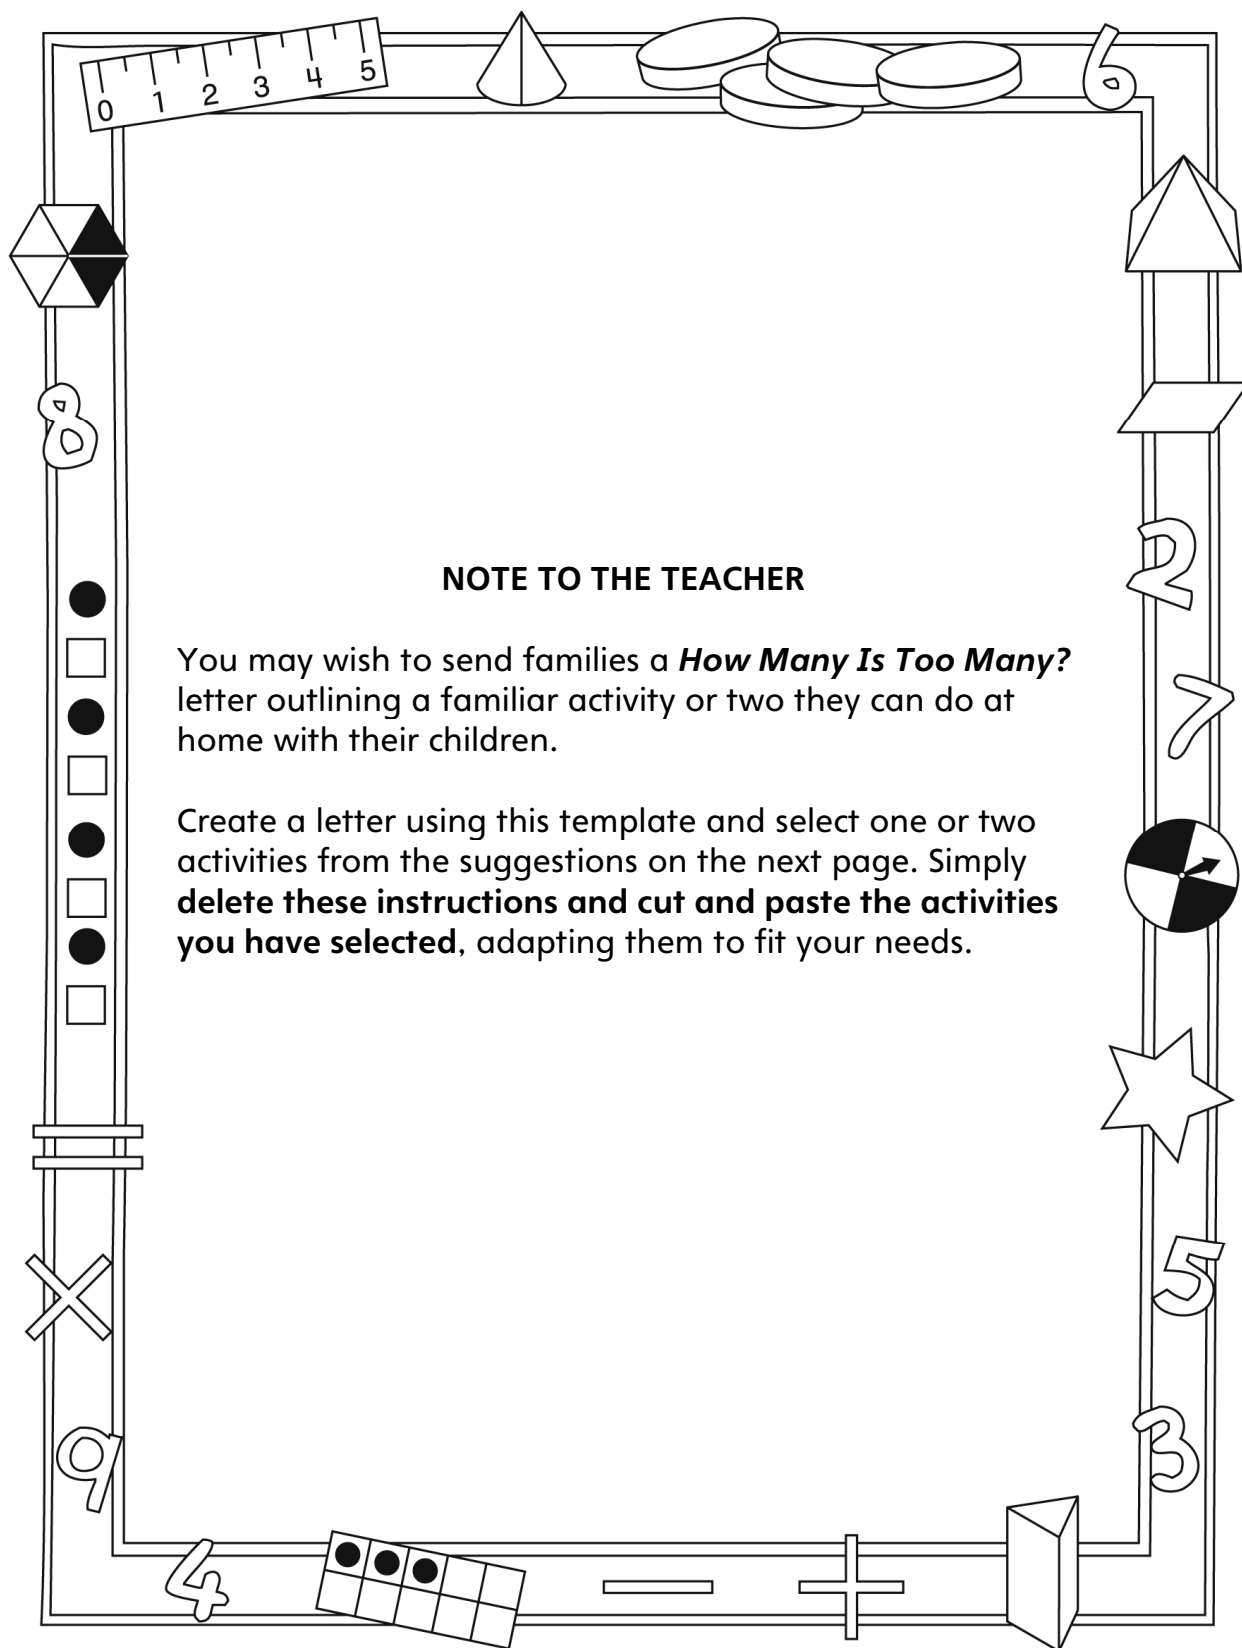 0 1 2 3 4 5
6
8
NOTE TO THE TEACHER
2
You may wish to send families a How Many Is Too Many?
letter outlining a familiar activity or two they can do at
home with their children.
7
Create a letter using this template and select one or two
activities from the suggestions on the next page. Simply
delete these instructions and cut and paste the activities
you have selected, adapting them to fit your needs.
=
×
5
9
3
4
− +